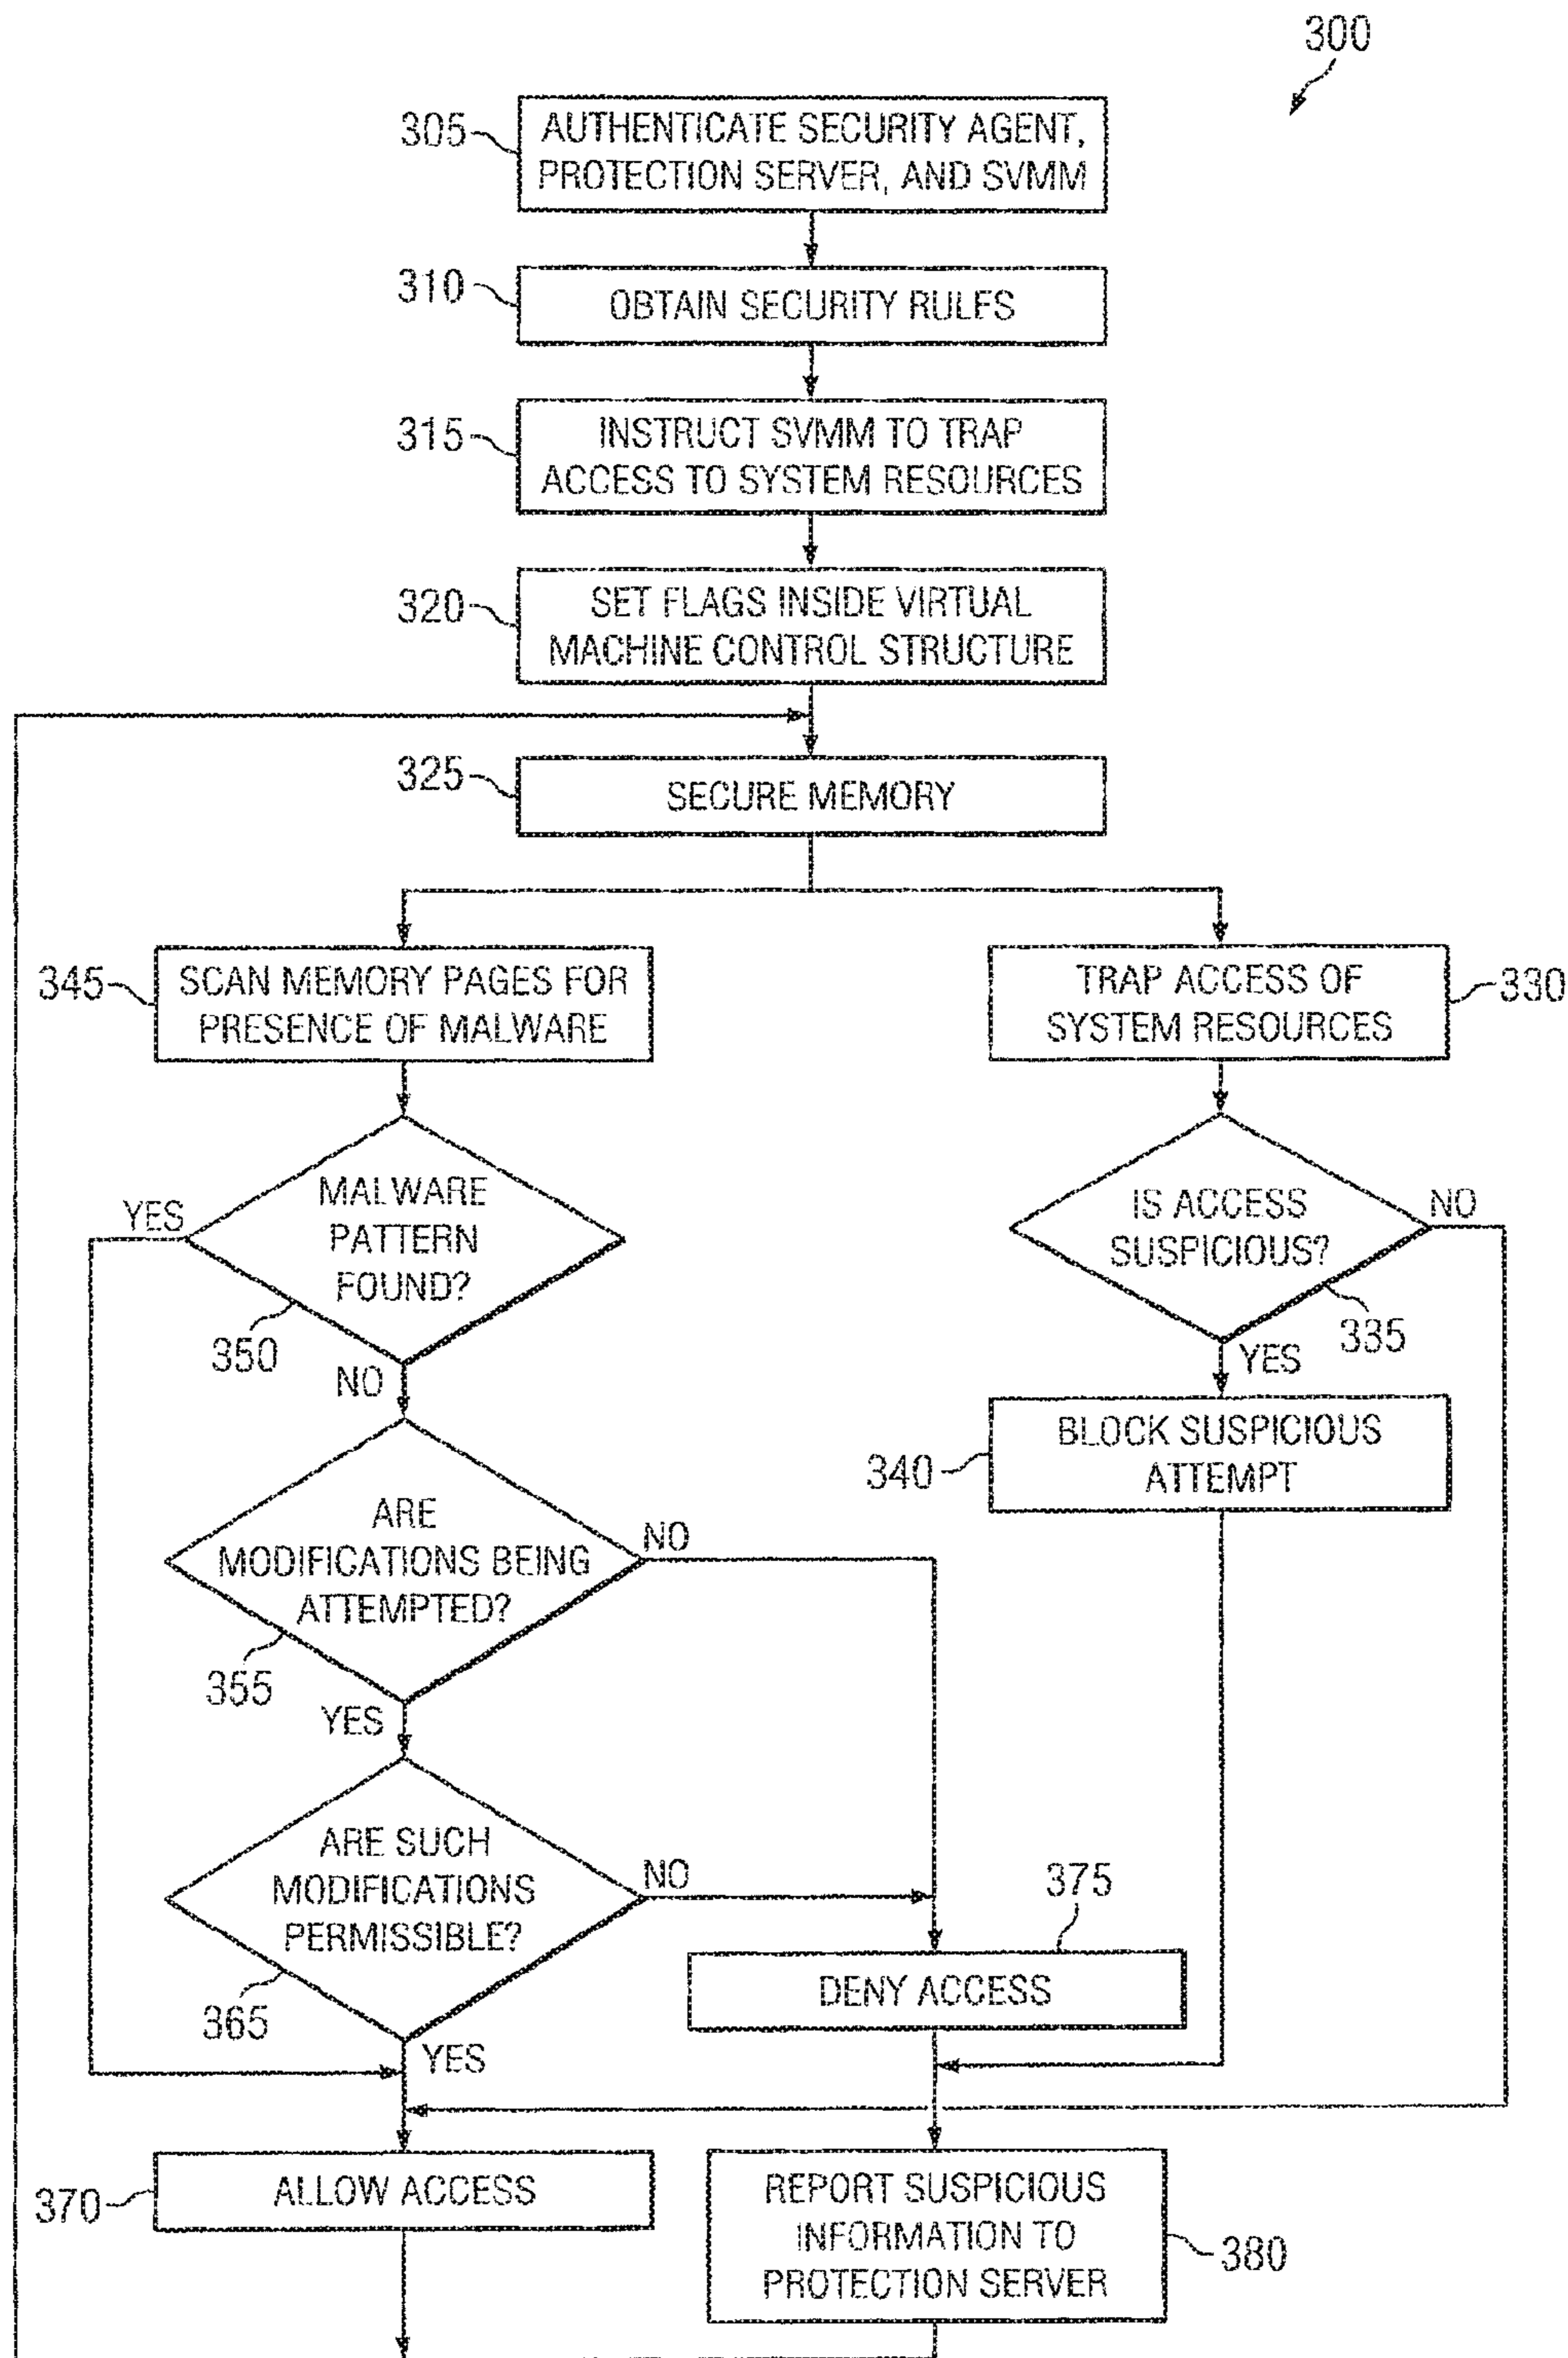 300
305
AUTHENTICATE SECURITY AGENT,
PROTECTION SERVER, AND SVMM
310
OBTAIN SECURITY RULES
315
INSTRUCT SVMM TO TRAP
ACCESS TO SYSTEM RESOURCES
320
SET FLAGS INSIDE VIRTUAL
MACHINE CONTROL STRUCTURE
325
SECURE MEMORY
345
SCAN MEMORY PAGES FOR
PRESENCE OF MALWARE
TRAP ACCESS OF
SYSTEM RESOURCES
330
YES
MALWARE
PATTERN
FOUND?
350
NO
IS ACCESS
SUSPICIOUS?
NO
335
YES
340
BLOCK SUSPICIOUS
ATTEMPT
ARE
MODIFICATIONS BEING
ATTEMPTED?
NO
355
YES
ARE SUCH
MODIFICATIONS
PERMISSIBLE?
NO
365
YES
375
DENY ACCESS
370
ALLOW ACCESS
REPORT SUSPICIOUS
INFORMATION TO
PROTECTION SERVER
380